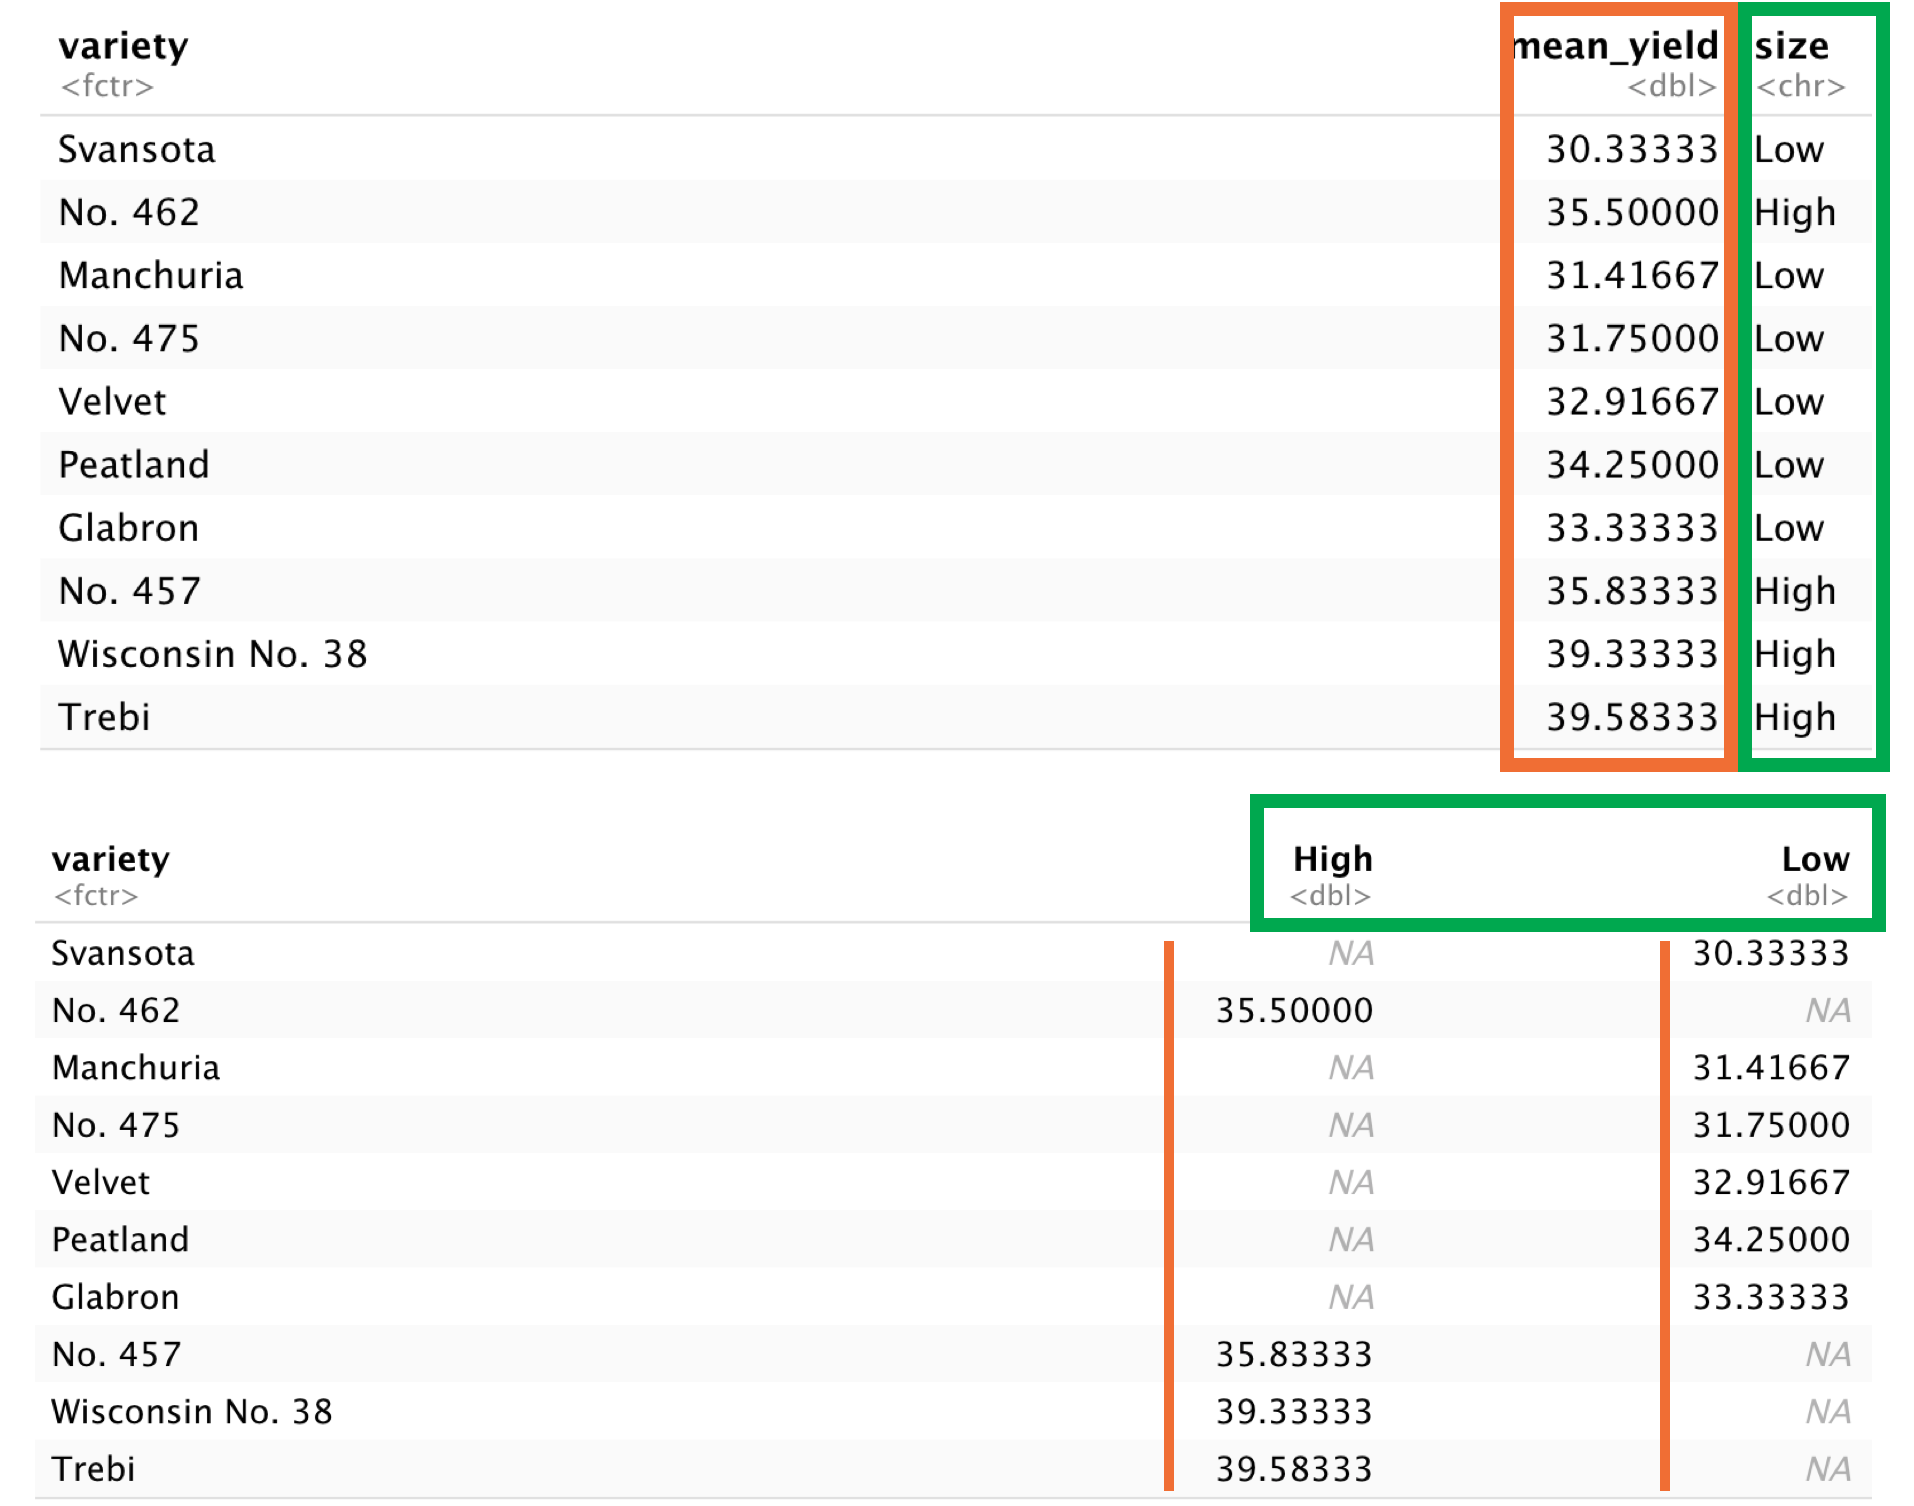 variety mean_yield size
<fctr> <dbl> <chr>
Svansota 30.33333 Low
No. 462 35.50000 High
Manchuria 31.41667 Low
No. 475 31.75000 Low
Velvet 32.91667 Low
Peatland 34.25000 Low
Glabron 33.33333 Low
No. 457 35.83333 High
Wisconsin No. 38 39.33333 High
Trebi 39.58333 High
variety High Low
<fctr> <dbl> <dbl>
Svansota NA 30.33333
No. 462 35.50000 NA
Manchuria NA 31.41667
No. 475 NA 31.75000
Velvet NA 32.91667
Peatland NA 34.25000
Glabron NA 33.33333
No. 457 35.83333 NA
Wisconsin No. 38 39.33333 NA
Trebi 39.58333 NA